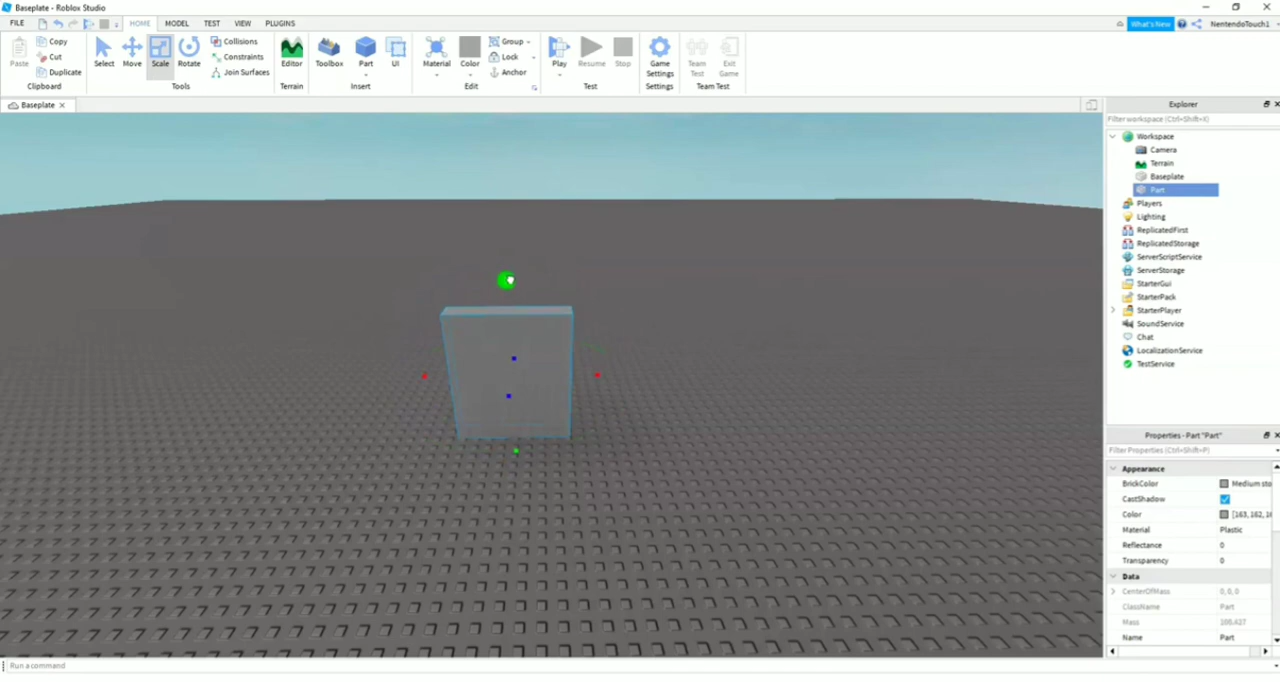 Baseplate - Roblox Studio
FILE HOME MODEL TEST VIEW PLUGINS What's New NentendoTouch1
Paste Copy Cut Duplicate Clipboard
Select Move Scale Rotate Collisions Constraints Join Surfaces Tools
Editor Terrain
Toolbox Part UI Insert
Material Color Group Lock Anchor Edit
Play Resume Stop Test
Game Settings Settings
Team Test Exit Game Team Test
Baseplate
Explorer
Filter workspace (Ctrl+Shift+X)
Workspace
Camera
Terrain
Baseplate
Part
Players
Lighting
ReplicatedFirst
ReplicatedStorage
ServerScriptService
ServerStorage
StarterGui
StarterPack
StarterPlayer
SoundService
Chat
LocalizationService
TestService
Properties - Part "Part"
Filter Properties (Ctrl+Shift+P)
Appearance
BrickColor Medium sto
CastShadow
Color [163, 162, 16
Material Plastic
Reflectance 0
Transparency 0
Data
CenterOfMass 0, 0, 0
ClassName Part
Mass 108.427
Name Part
Run a command